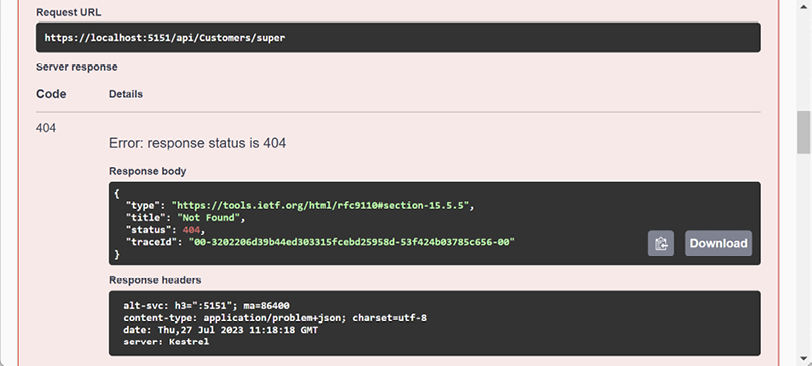 Request URL
https://localhost:5151/api/Customers/super
Server response
Code Details
404
Error: response status is 404
Response body
{
"type": "https://tools.ietf.org/html/rfc9110#section-15.5.5",
"title": "Not Found",
"status": 404,
"traceId": "00-3202206d39b44ed303315fcebd25958d-53f424b03785c656-00"
}
Download
Response headers
alt-svc: h3=":5151"; ma=86400
content-type: application/problem+json; charset=utf-8
date: Thu,27 Jul 2023 11:18:18 GMT
server: Kestrel